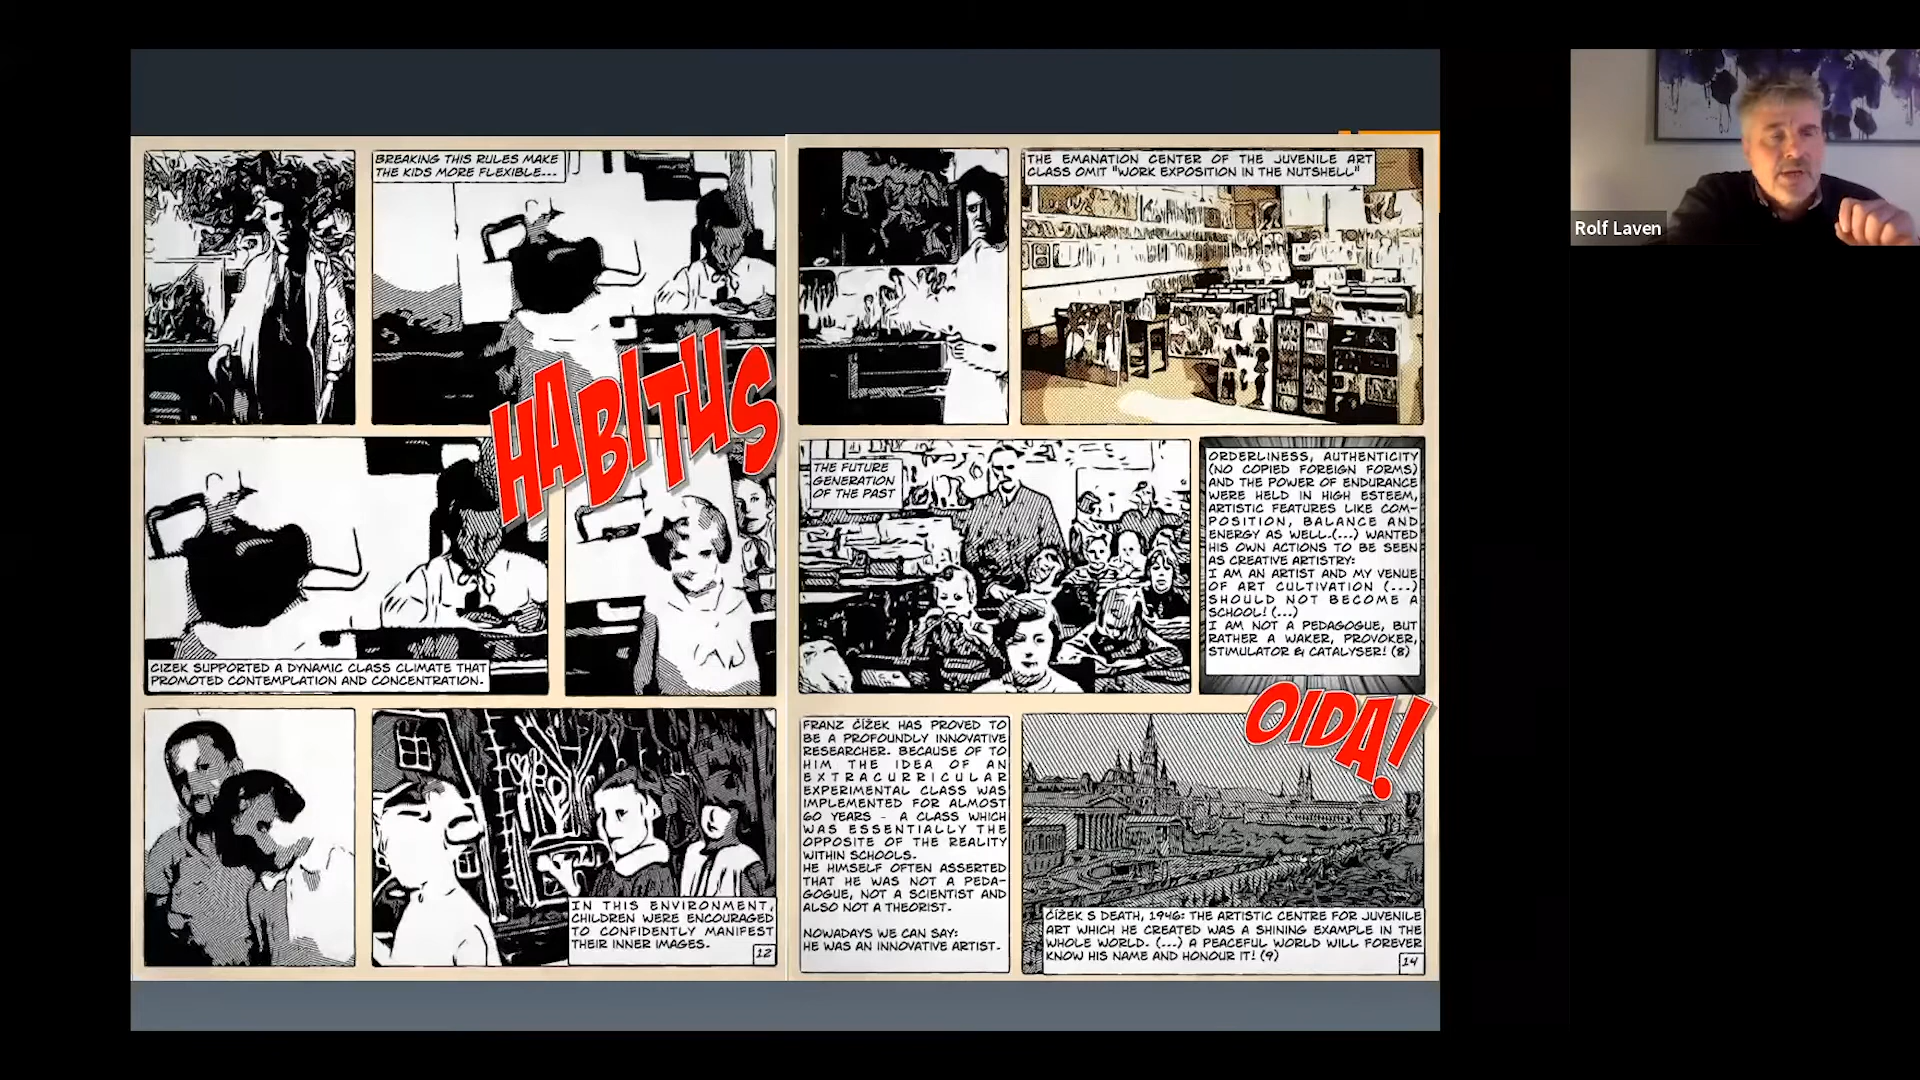 BREAKING THIS RULES MAKE
THE KIDS MORE FLEXIBLE...
HABITUS
CIZEK SUPPORTED A DYNAMIC CLASS CLIMATE THAT
PROMOTED CONTEMPLATION AND CONCENTRATION.
IN THIS ENVIRONMENT,
CHILDREN WERE ENCOURAGED
TO CONFIDENTLY MANIFEST
THEIR INNER IMAGES.
12
THE EMANATION CENTER OF THE JUVENILE ART
CLASS OMIT "WORK EXPOSITION IN THE NUTSHELL"
THE FUTURE
GENERATION
OF THE PAST
ORDERLINESS, AUTHENTICITY
(NO COPIED FOREIGN FORMS)
AND THE POWER OF ENDURANCE
WERE HELD IN HIGH ESTEEM,
ARTISTIC FEATURES LIKE COM-
POSITION, BALANCE AND
ENERGY AS WELL.(...) WANTED
HIS OWN ACTIONS TO BE SEEN
AS CREATIVE ARTISTRY:
I AM AN ARTIST AND MY VENUE
OF ART CULTIVATION (...)
SHOULD NOT BECOME A
SCHOOL! (...)
I AM NOT A PEDAGOGUE, BUT
RATHER A WAKER, PROVOKER,
STIMULATOR & CATALYSER! (8)
OIDA!
FRANZ ČIŽEK HAS PROVED TO
BE A PROFOUNDLY INNOVATIVE
RESEARCHER. BECAUSE OF TO
HIM THE IDEA OF AN
EXTRACURRICULAR
EXPERIMENTAL CLASS WAS
IMPLEMENTED FOR ALMOST
60 YEARS - A CLASS WHICH
WAS ESSENTIALLY THE
OPPOSITE OF THE REALITY
WITHIN SCHOOLS.
HE HIMSELF OFTEN ASSERTED
THAT HE WAS NOT A PEDA-
GOGUE, NOT A SCIENTIST AND
ALSO NOT A THEORIST.
NOWADAYS WE CAN SAY:
HE WAS AN INNOVATIVE ARTIST.
ČIŽEK S DEATH, 1946: THE ARTISTIC CENTRE FOR JUVENILE
ART WHICH HE CREATED WAS A SHINING EXAMPLE IN THE
WHOLE WORLD. (...) A PEACEFUL WORLD WILL FOREVER
KNOW HIS NAME AND HONOUR IT! (9)
14
Rolf Laven